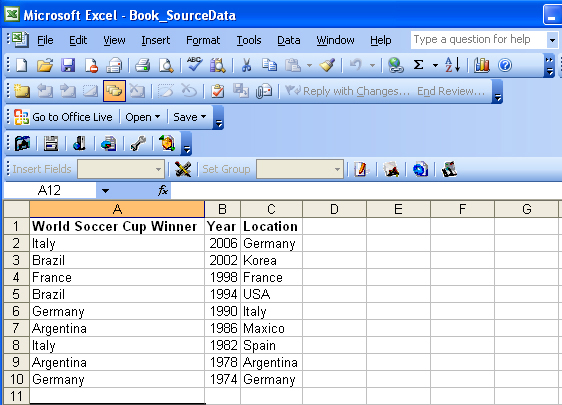 Microsoft Excel - Book_SourceData
File Edit View Insert Format Tools Data Window Help Type a question for help
ABC Σ A Z
Reply with Changes... End Review...
Go to Office Live Open Save
Insert Fields Set Group
A12 fx
A B C D E F G
1 World Soccer Cup Winner Year Location
2 Italy 2006 Germany
3 Brazil 2002 Korea
4 France 1998 France
5 Brazil 1994 USA
6 Germany 1990 Italy
7 Argentina 1986 Maxico
8 Italy 1982 Spain
9 Argentina 1978 Argentina
10 Germany 1974 Germany
11